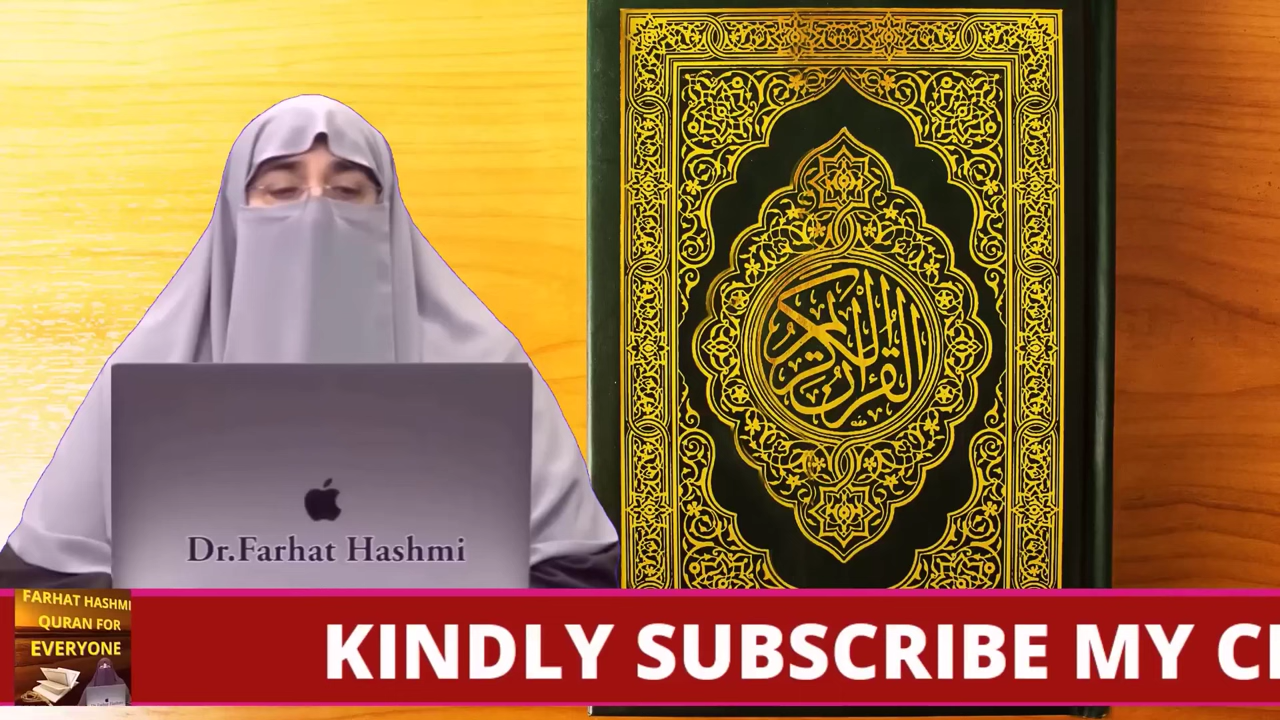 القرآن الكريم
Dr.Farhat Hashmi
FARHAT HASHMI
QURAN FOR
EVERYONE
KINDLY SUBSCRIBE MY